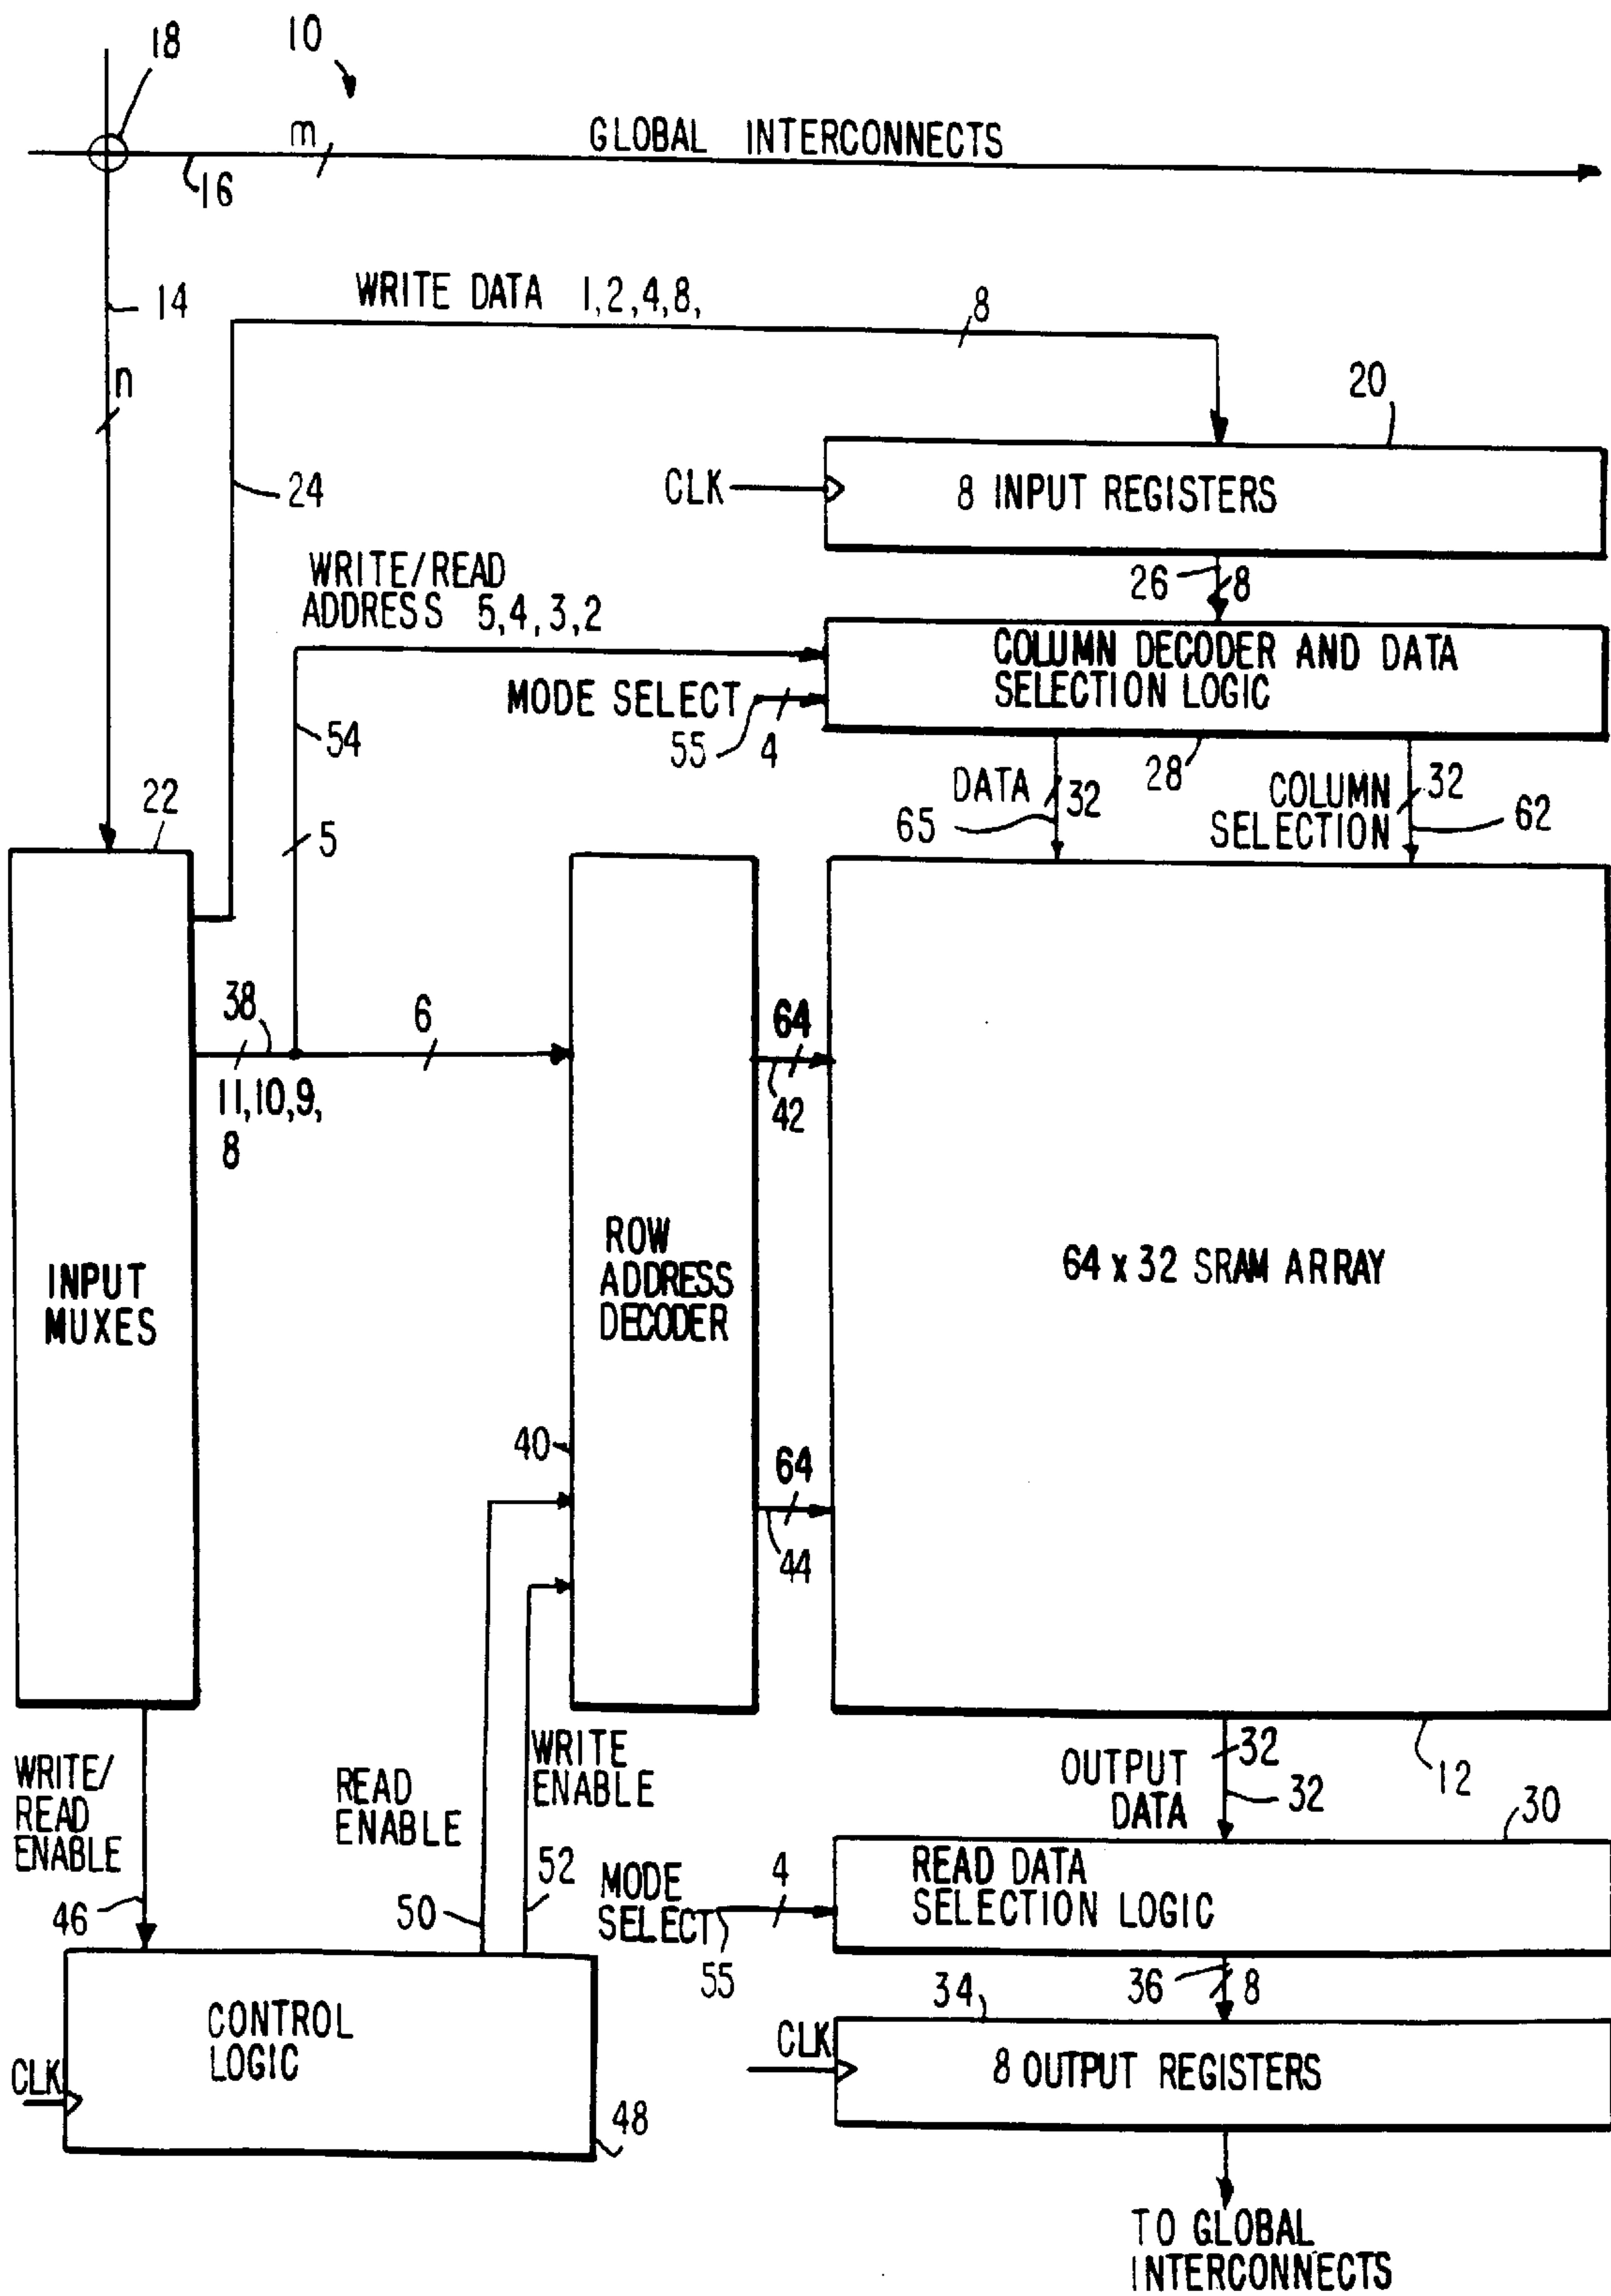 18
10
m
GLOBAL INTERCONNECTS
16
14
WRITE DATA 1,2,4,8,
8
n
20
24
CLK
8 INPUT REGISTERS
26
8
WRITE/READ
ADDRESS 5,4,3,2
COLUMN DECODER AND DATA
SELECTION LOGIC
MODE SELECT
55
4
54
28
DATA
32
65
COLUMN
SELECTION
32
62
22
5
38
6
64
42
11,10,9,
8
INPUT
MUXES
ROW
ADDRESS
DECODER
64 x 32 SRAM ARRAY
40
64
44
WRITE/
READ
ENABLE
46
READ
ENABLE
WRITE
ENABLE
50
52
OUTPUT
DATA
32
32
12
30
MODE
SELECT
4
55
READ DATA
SELECTION LOGIC
36
8
34
CONTROL
LOGIC
CLK
48
CLK
8 OUTPUT REGISTERS
TO GLOBAL
INTERCONNECTS